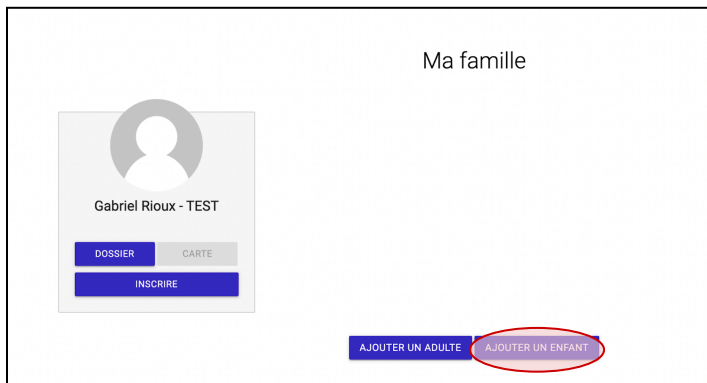 Ma famille
Gabriel Rioux - TEST
DOSSIER CARTE
INSCRIRE
AJOUTER UN ADULTE AJOUTER UN ENFANT